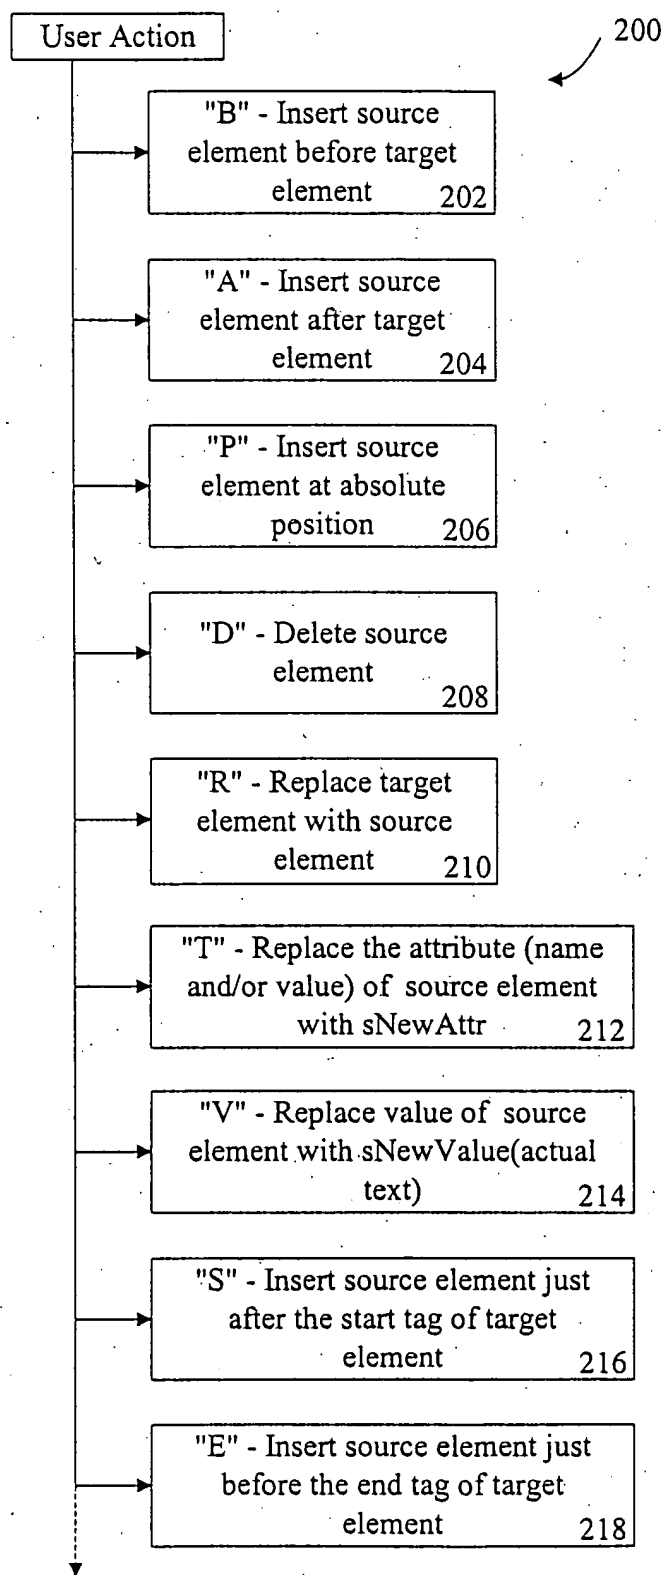 User Action
200
"B" - Insert source
element before target
element
202
"A" - Insert source
element after target
element
204
"P" - Insert source
element at absolute
position
206
"D" - Delete source
element
208
"R" - Replace target
element with source
element
210
"T" - Replace the attribute (name
and/or value) of source element
with sNewAttr
212
"V" - Replace value of source
element with sNewValue(actual
text)
214
"S" - Insert source element just
after the start tag of target
element
216
"E" - Insert source element just
before the end tag of target
element
218